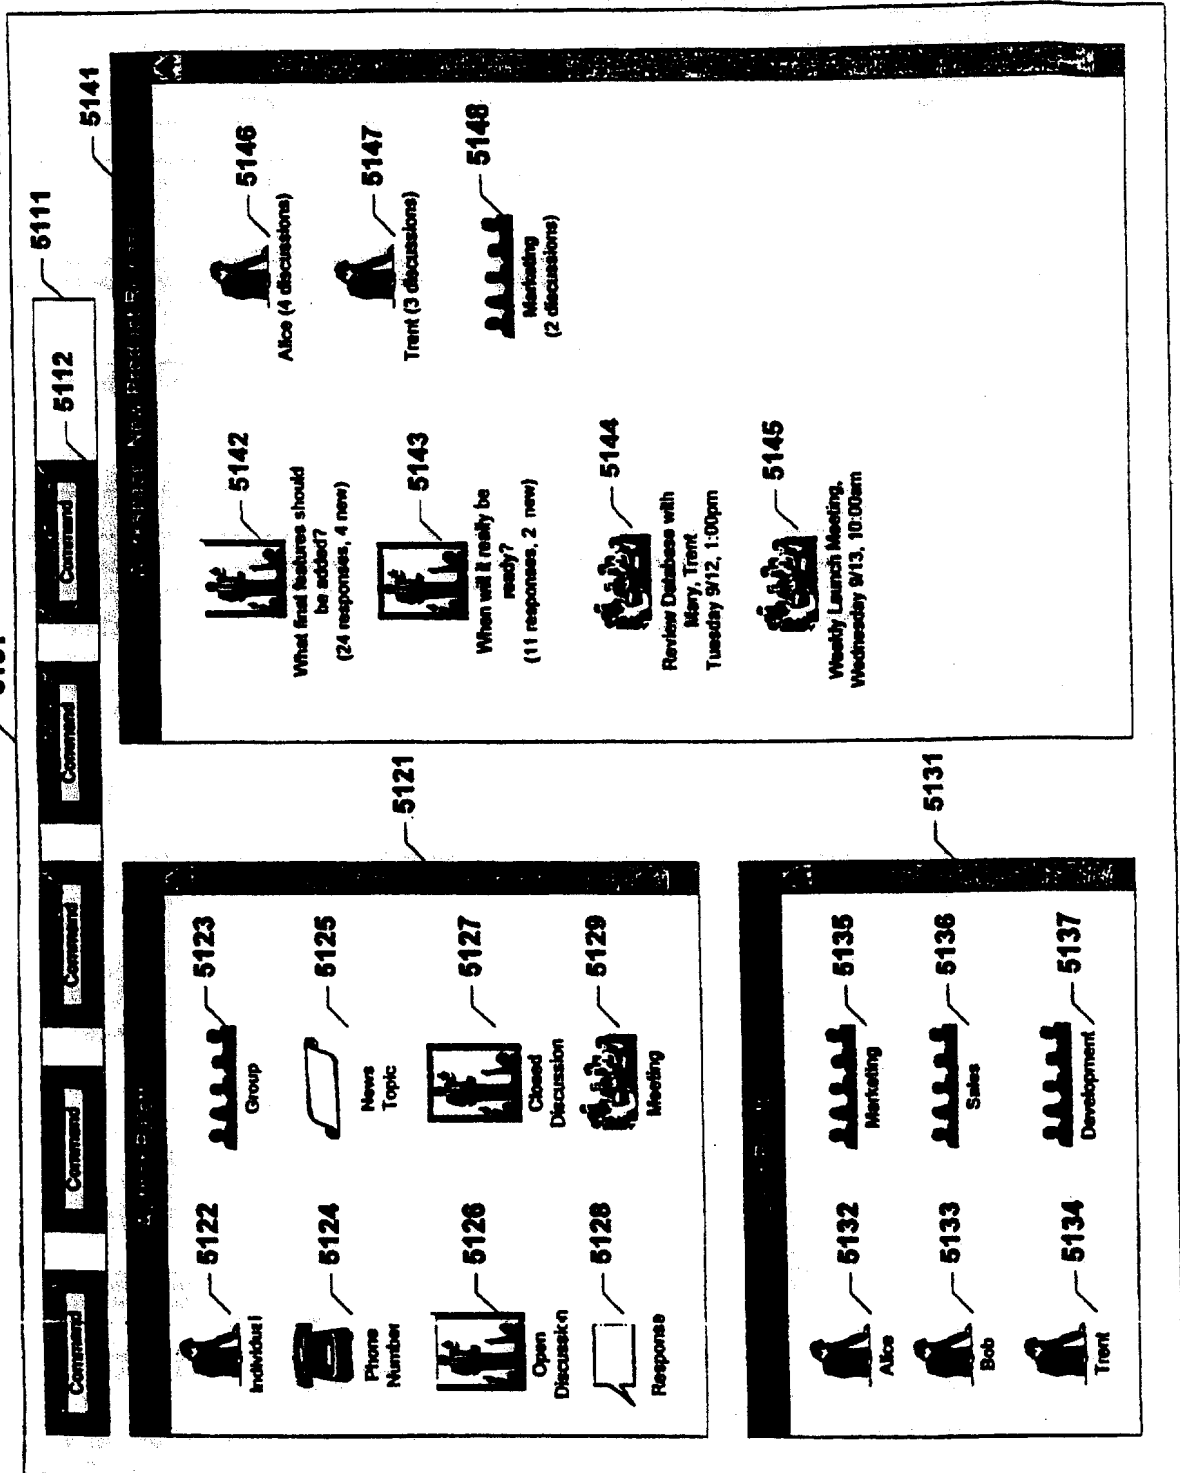 5111
Command
Command
Command
Command
Command
5112
5121
5122
Individual
5123
Group
5124
Phone
Number
5125
News
Topic
5126
Open
Discussion
5127
Closed
Discussion
5128
Response
5129
Meeting
5131
5132
Alice
5135
Marketing
5133
Bob
5136
Sales
5134
Trent
5137
Development
5141
5142
What final features should
be added?
(24 responses, 4 new)
5146
Alice (4 discussions)
5143
When will it really be
ready?
(11 responses, 2 new)
5147
Trent (3 discussions)
5148
Marketing
(2 discussions)
5144
Review Database with
Mary, Trent
Tuesday 9/12, 1:00pm
5145
Weekly Launch Meeting,
Wednesday 9/13, 10:00am